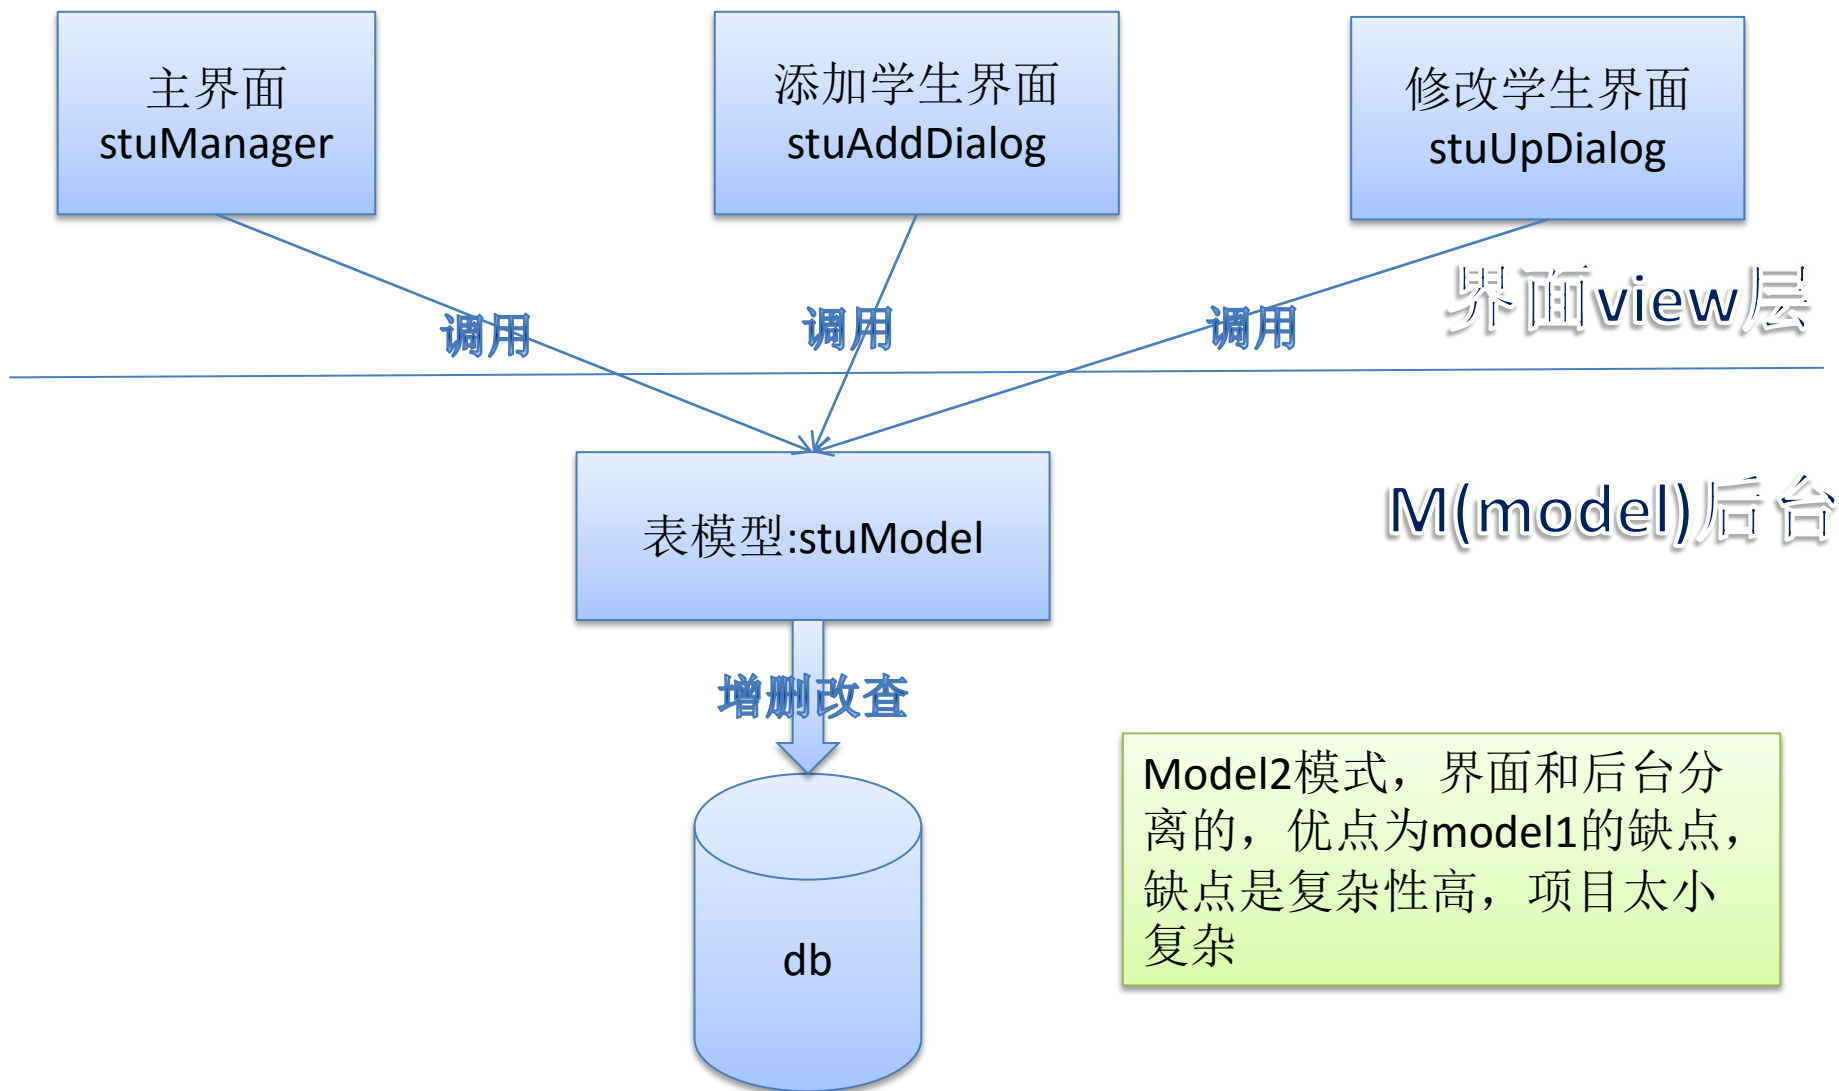 主界面
stuManager
添加学生界面
stuAddDialog
修改学生界面
stuUpDialog
界面view层
调用
调用
调用
表模型:stuModel
M(model)后台
增删改查
db
Model2模式，界面和后台分
离的，优点为model1的缺点，
缺点是复杂性高，项目太小
复杂